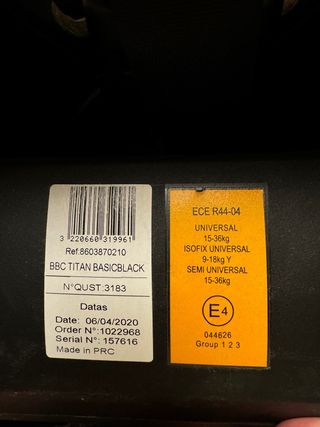 3 220660 319961
Ref.8603870210
BBC TITAN BASICBLACK
N°QUST:3183
Datas
Date: 06/04/2020
Order N°:1022968
Serial N°: 157616
Made in PRC
ECE R44-04
UNIVERSAL
15-36kg
ISOFIX UNIVERSAL
9-18kg Y
SEMI UNIVERSAL
15-36kg
E4
044626
Group 1 2 3